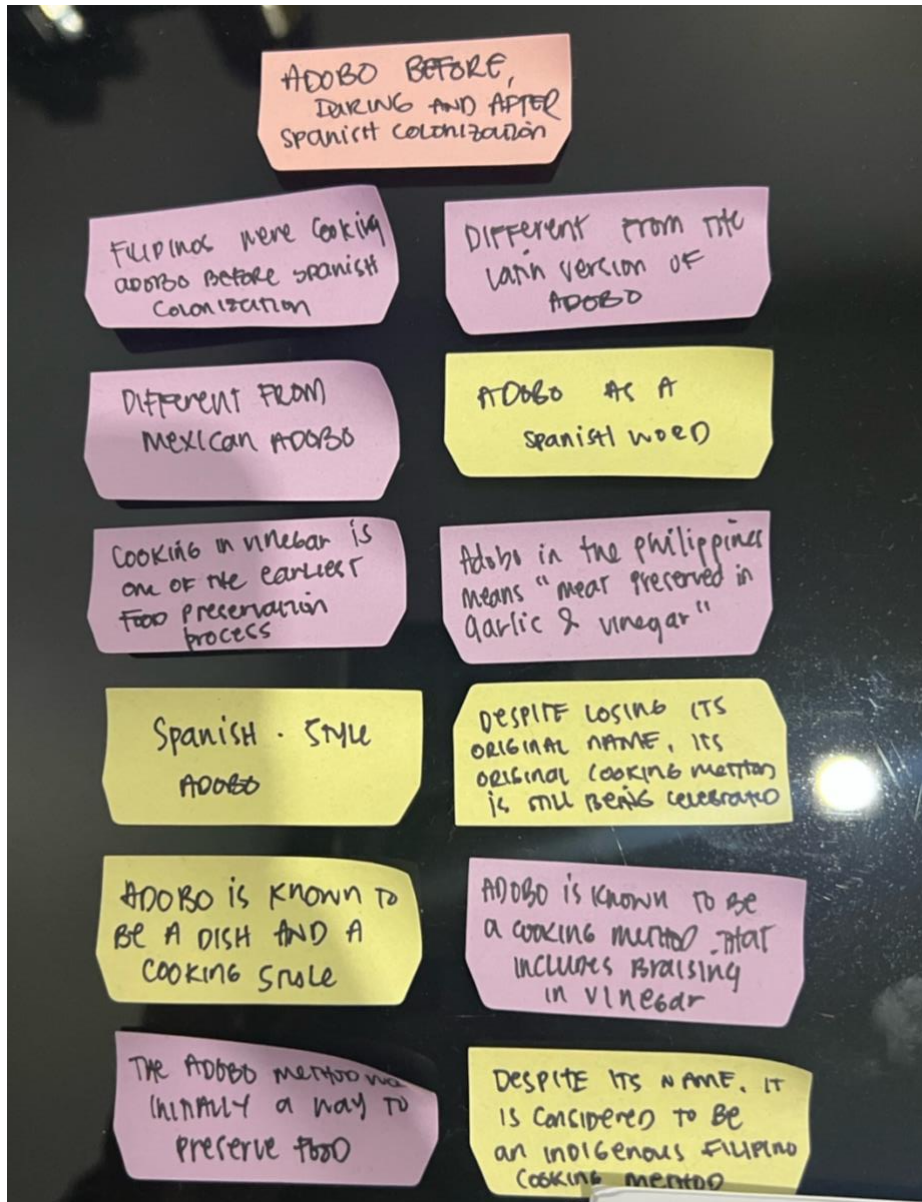 ADOBO BEFORE,
DURING AND AFTER
SPANISH COLONIZATION
FILIPINOS WERE COOKING
ADOBO BEFORE SPANISH
COLONIZATION
DIFFERENT FROM THE
LATIN VERSION OF
ADOBO
DIFFERENT FROM
MEXICAN ADOBO
ADOBO AS A
SPANISH WORD
COOKING IN VINEGAR IS
ONE OF THE EARLIEST
FOOD PRESERVATION
PROCESS
Adobo in the philippines
means "meat preserved in
garlic & vinegar"
SPANISH - STYLE
ADOBO
DESPITE LOSING ITS
ORIGINAL NAME, ITS
ORIGINAL COOKING METHOD
IS STILL BEING CELEBRATED
ADOBO IS KNOWN TO
BE A DISH AND A
COOKING STYLE
ADOBO IS KNOWN TO BE
A COOKING METHOD THAT
INCLUDES BRAISING
IN VINEGAR
THE ADOBO METHOD
INITIALLY A WAY TO
PRESERVE FOOD
DESPITE ITS NAME, IT
IS CONSIDERED TO BE
AN INDIGENOUS FILIPINO
COOKING METHOD